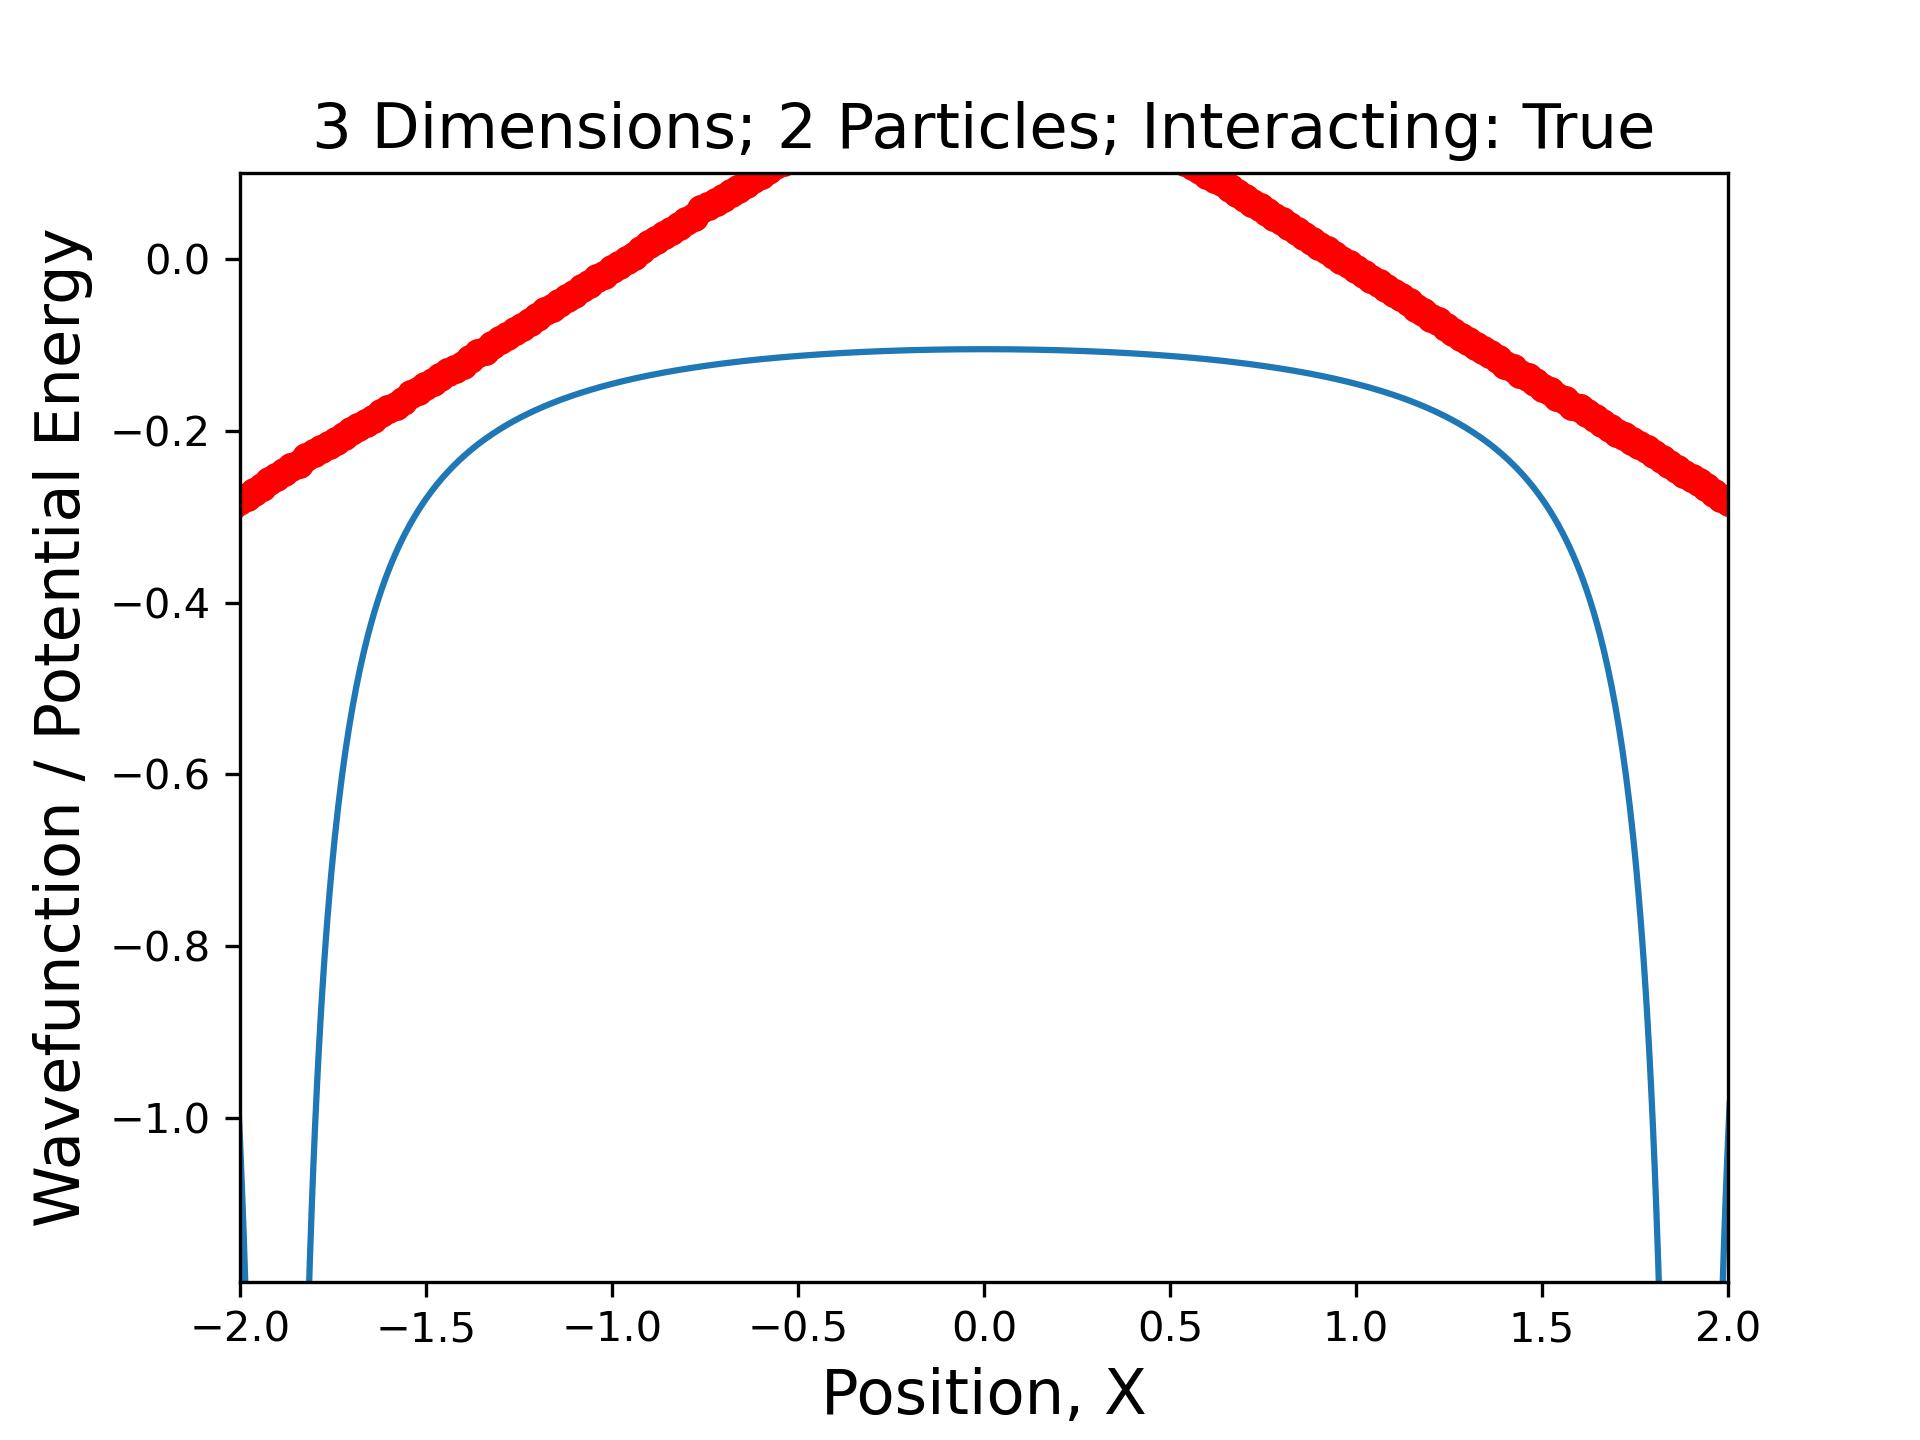 3 Dimensions; 2 Particles; Interacting: True
Wavefunction / Potential Energy
0.0
−0.2
−0.4
−0.6
−0.8
−1.0
−2.0 −1.5 −1.0 −0.5 0.0 0.5 1.0 1.5 2.0
Position, X